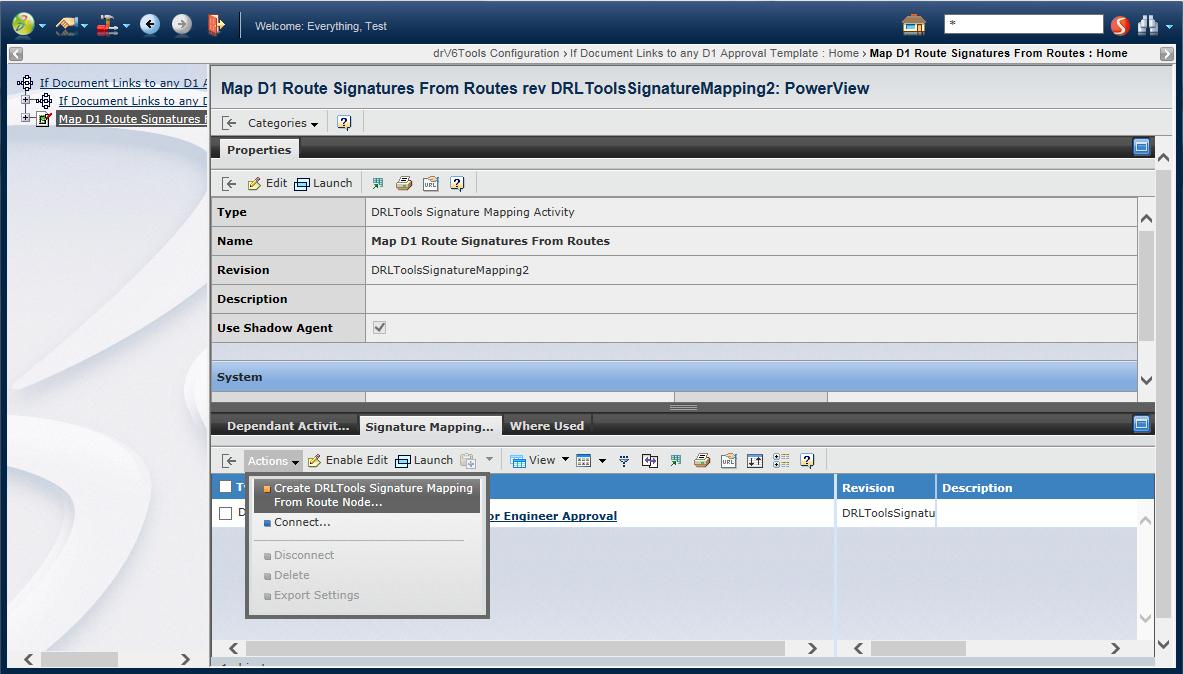 Welcome: Everything, Test
*
drV6Tools Configuration › If Document Links to any D1 Approval Template : Home › Map D1 Route Signatures From Routes : Home
If Document Links to any D1
If Document Links to any
Map D1 Route Signatures
Map D1 Route Signatures From Routes rev DRLToolsSignatureMapping2: PowerView
Categories
Properties
Edit
Launch
URL
Type
DRLTools Signature Mapping Activity
Name
Map D1 Route Signatures From Routes
Revision
DRLToolsSignatureMapping2
Description
Use Shadow Agent
System
Dependant Activit...
Signature Mapping...
Where Used
Actions
Enable Edit
Launch
View
URL
Revision
Description
or Engineer Approval
DRLToolsSignatu
Create DRLTools Signature Mapping
From Route Node...
Connect...
Disconnect
Delete
Export Settings